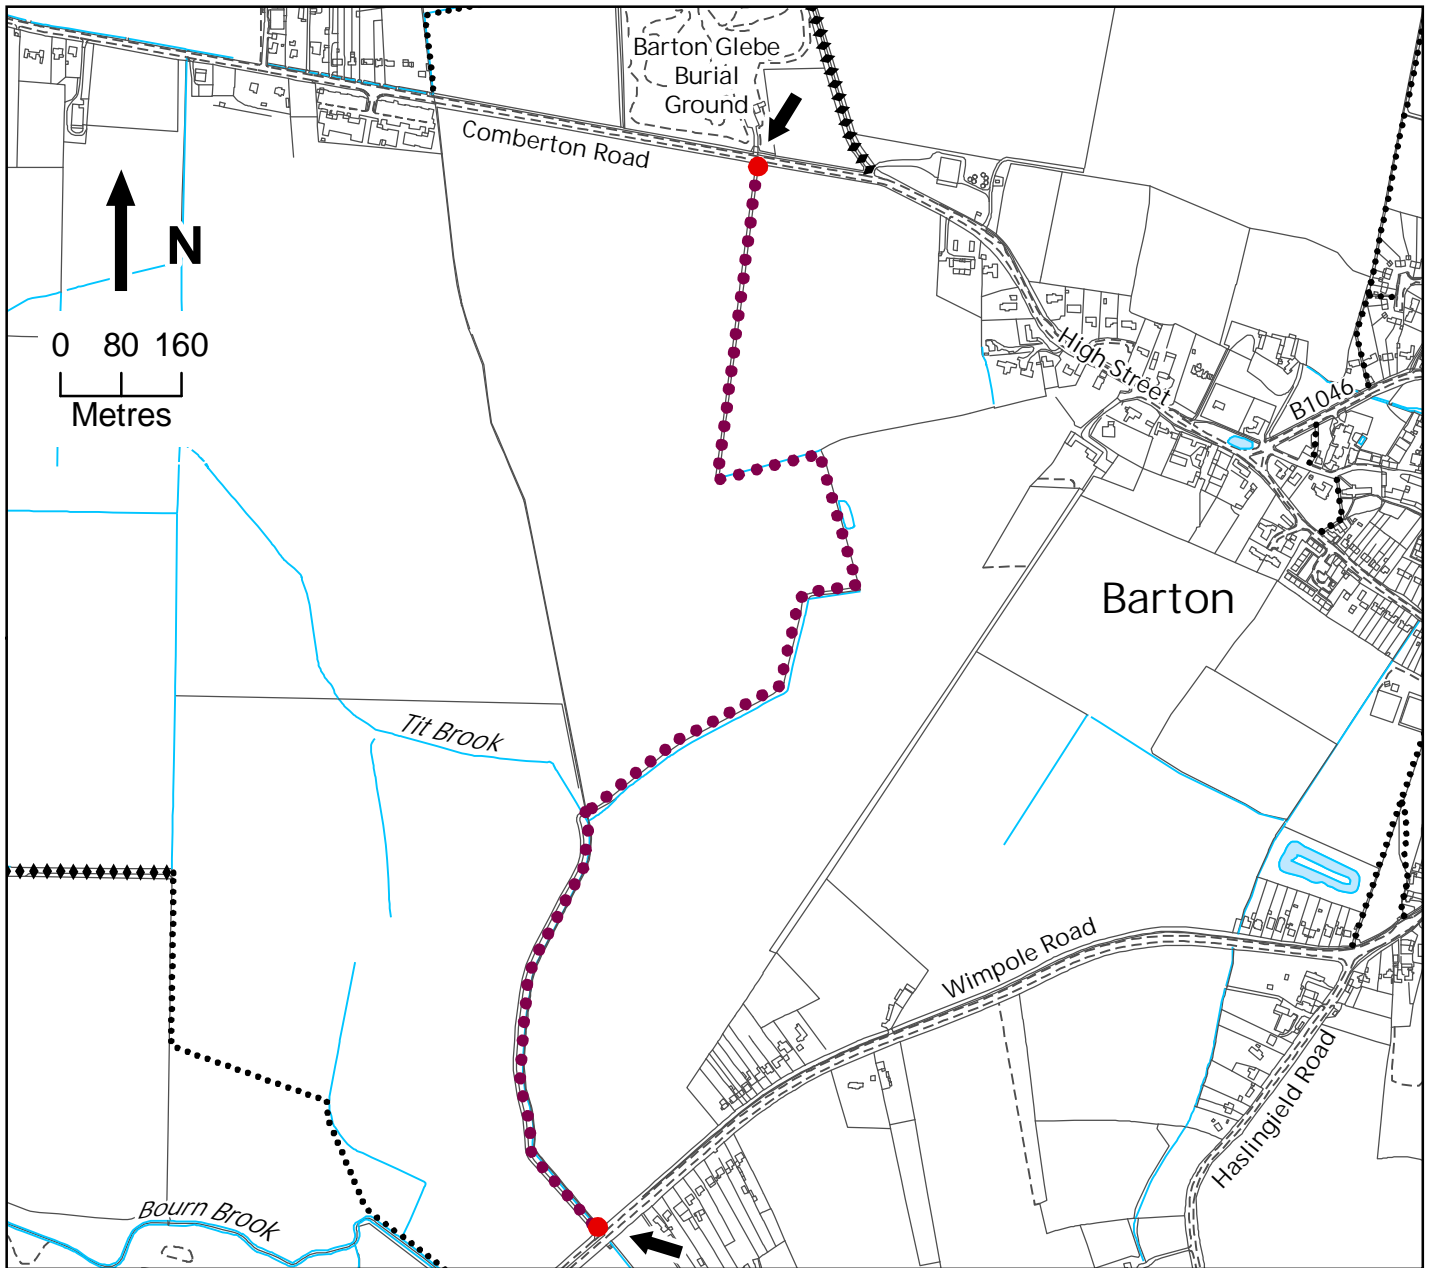 Barton Glebe
Burial
Ground
Comberton Road
N
0 80 160
Metres
High Street
B1046
Barton
Tit Brook
Wimpole Road
Haslingield Road
Bourn Brook